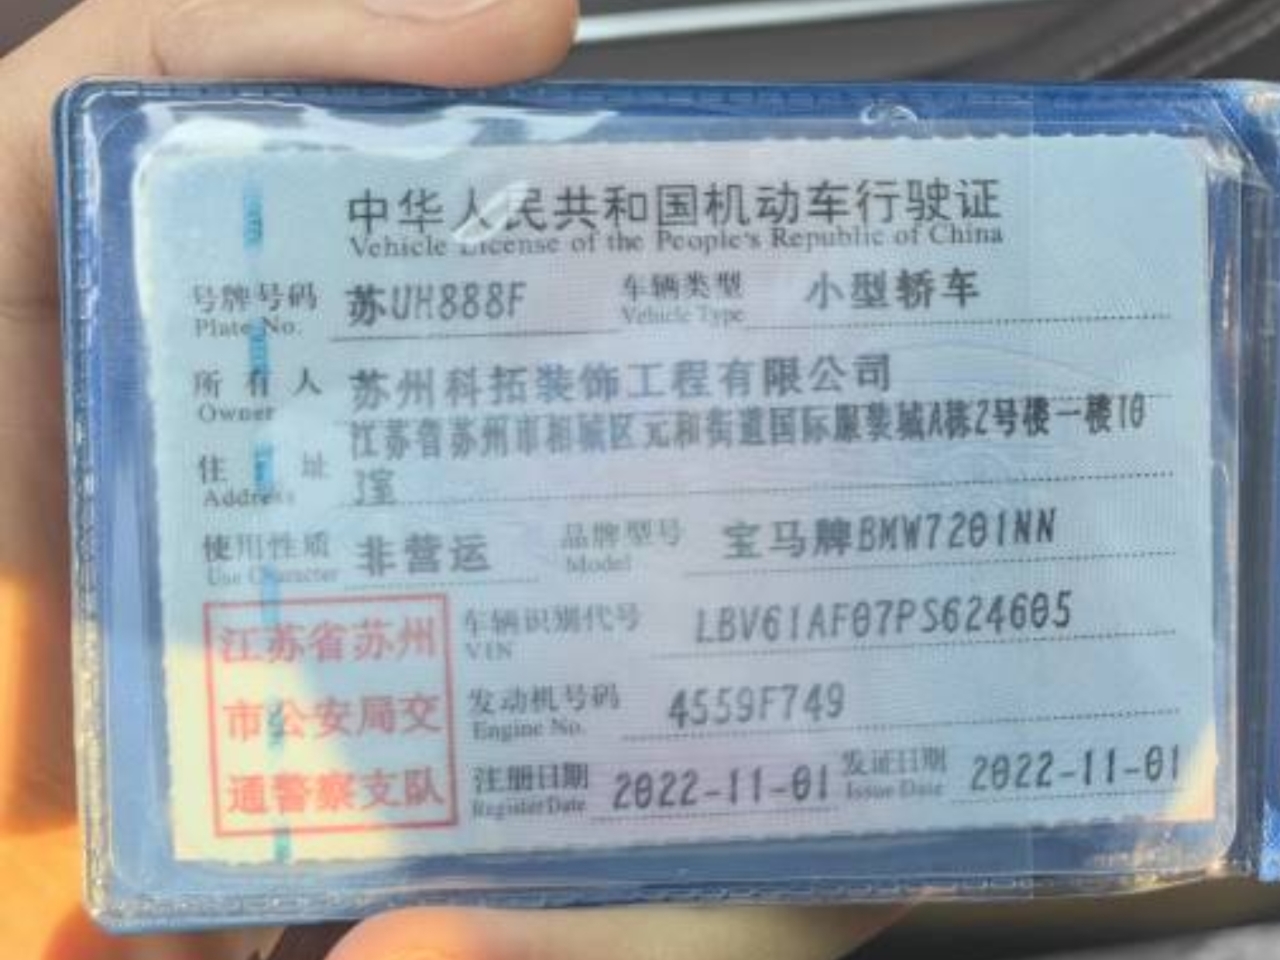 中华人民共和国机动车行驶证
Vehicle License of the People's Republic of China
号牌号码 苏UH888F 车辆类型 小型轿车
Plate No. Vehicle Type
所有人 苏州科拓装饰工程有限公司
Owner
江苏省苏州市相城区元和街道国际服装城A栋2号楼一楼10
住址 1室
Address
使用性质 非营运 品牌型号 宝马牌BMW7201NN
Use Character Model
车辆识别代号 LBV61AF07PS624605
VIN
发动机号码 4559F749
Engine No.
注册日期 2022-11-01 发证日期 2022-11-01
Register Date Issue Date
江苏省苏州
市公安局交
通警察支队